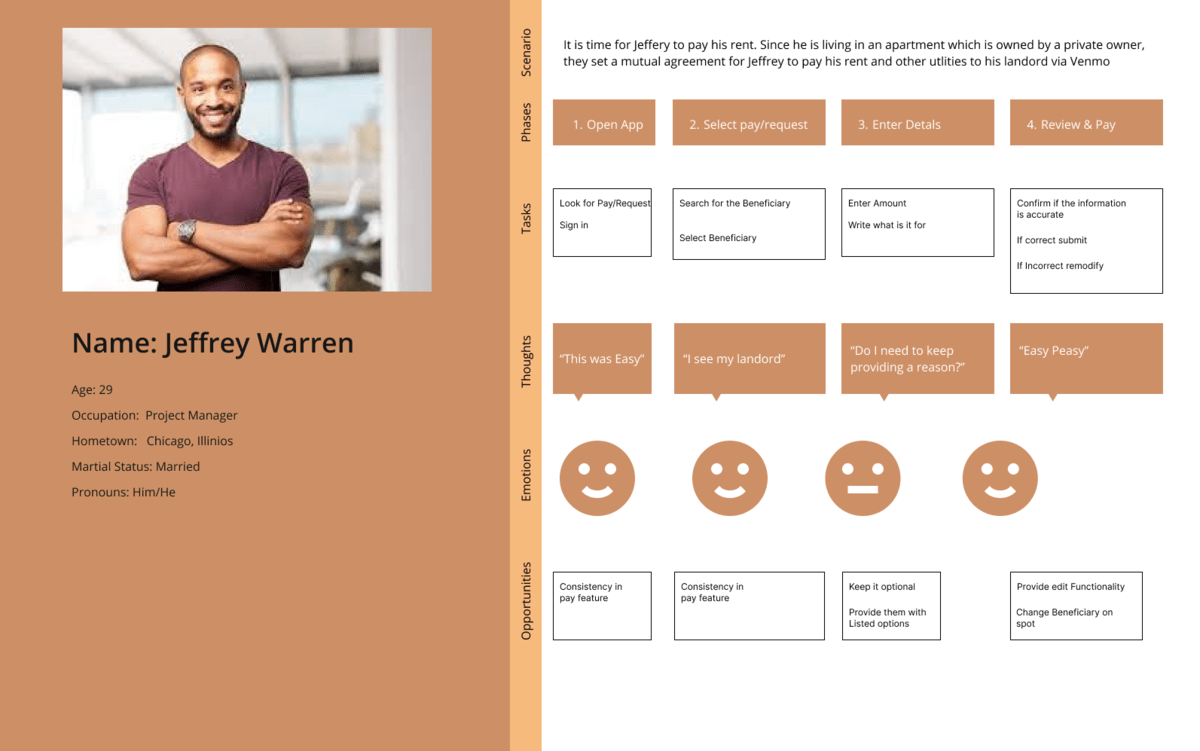 Name: Jeffrey Warren
Age: 29
Occupation:  Project Manager
Hometown:   Chicago, Illinios
Martial Status: Married
Pronouns: Him/He
Scenario
It is time for Jeffery to pay his rent. Since he is living in an apartment which is owned by a private owner,
they set a mutual agreement for Jeffrey to pay his rent and other utlities to his landord via Venmo
Phases
1. Open App
2. Select pay/request
3. Enter Detals
4. Review & Pay
Tasks
Look for Pay/Request
Sign in
Search for the Beneficiary
Select Beneficiary
Enter Amount
Write what is it for
Confirm if the information
is accurate
If correct submit
If Incorrect remodify
Thoughts
“This was Easy”
“I see my landord”
“Do I need to keep
providing a reason?”
“Easy Peasy”
Emotions
Opportunities
Consistency in
pay feature
Consistency in
pay feature
Keep it optional
Provide them with
Listed options
Provide edit Functionality
Change Beneficiary on
spot